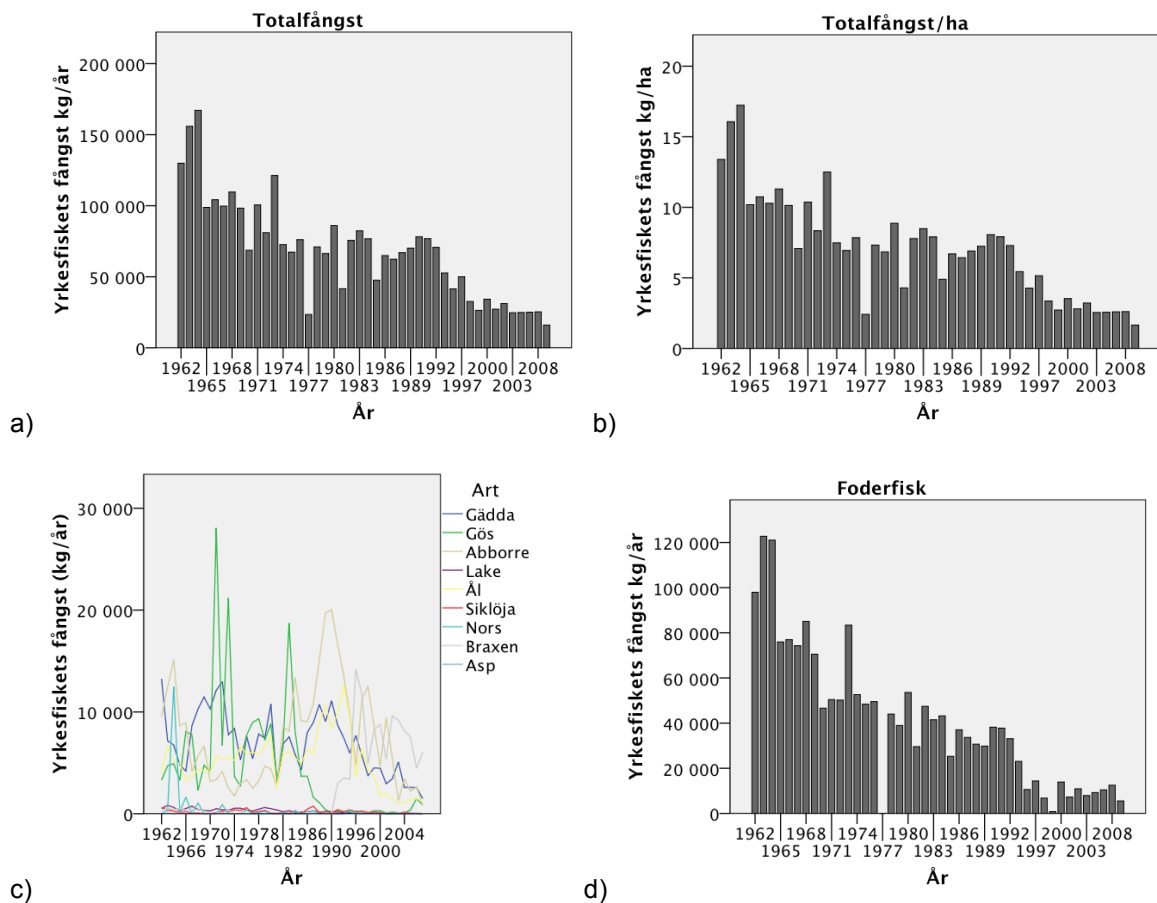 Totalfångst
Yrkesfiskets fångst kg/år
200 000
150 000
100 000
50 000
0
1962 1968 1974 1980 1986 1992 2000 2008
1965 1971 1977 1983 1989 1997 2003
År
a)
Totalfångst/ha
Yrkesfiskets fångst kg/ha
20
15
10
5
0
1962 1968 1974 1980 1986 1992 2000 2008
1965 1971 1977 1983 1989 1997 2003
År
b)
Yrkesfiskets fångst (kg/år)
30 000
20 000
10 000
0
1962 1970 1978 1986 1996 2004
1966 1974 1982 1990 2000
År
Art
Gädda
Gös
Abborre
Lake
Ål
Siklöja
Nors
Braxen
Asp
c)
Foderfisk
Yrkesfiskets fångst kg/år
120 000
100 000
80 000
60 000
40 000
20 000
0
1962 1968 1974 1980 1986 1992 2000 2008
1965 1971 1977 1983 1989 1997 2003
År
d)